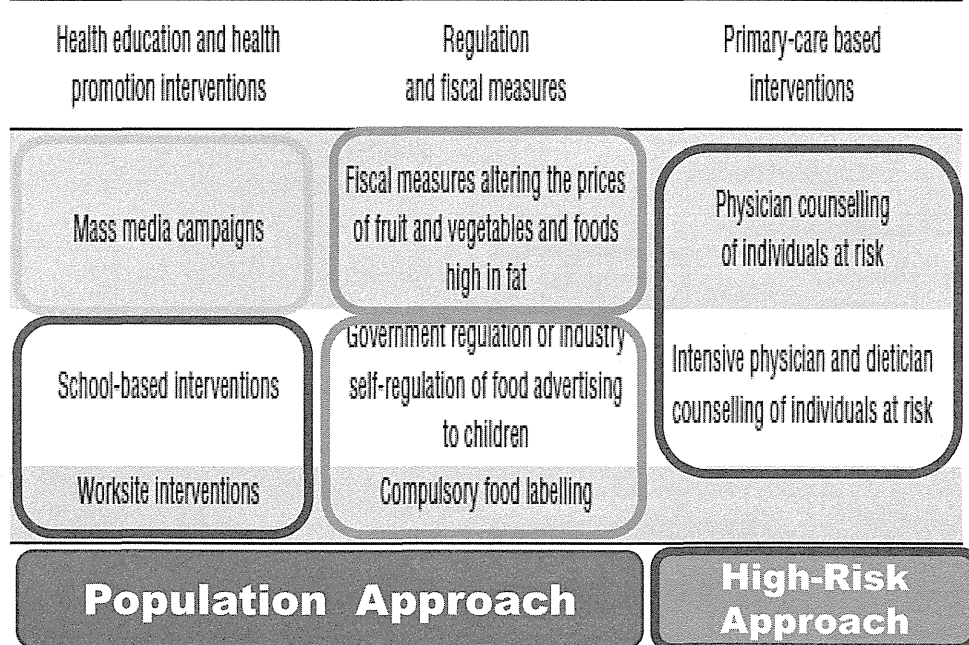 Health education and health
promotion interventions
Regulation
and fiscal measures
Primary-care based
interventions
Mass media campaigns
Fiscal measures altering the prices
of fruit and vegetables and foods
high in fat
Physician counselling
of individuals at risk
School-based interventions
Government regulation or industry
self-regulation of food advertising
to children
Intensive physician and dietician
counselling of individuals at risk
Worksite interventions
Compulsory food labelling
Population Approach
High-Risk
Approach